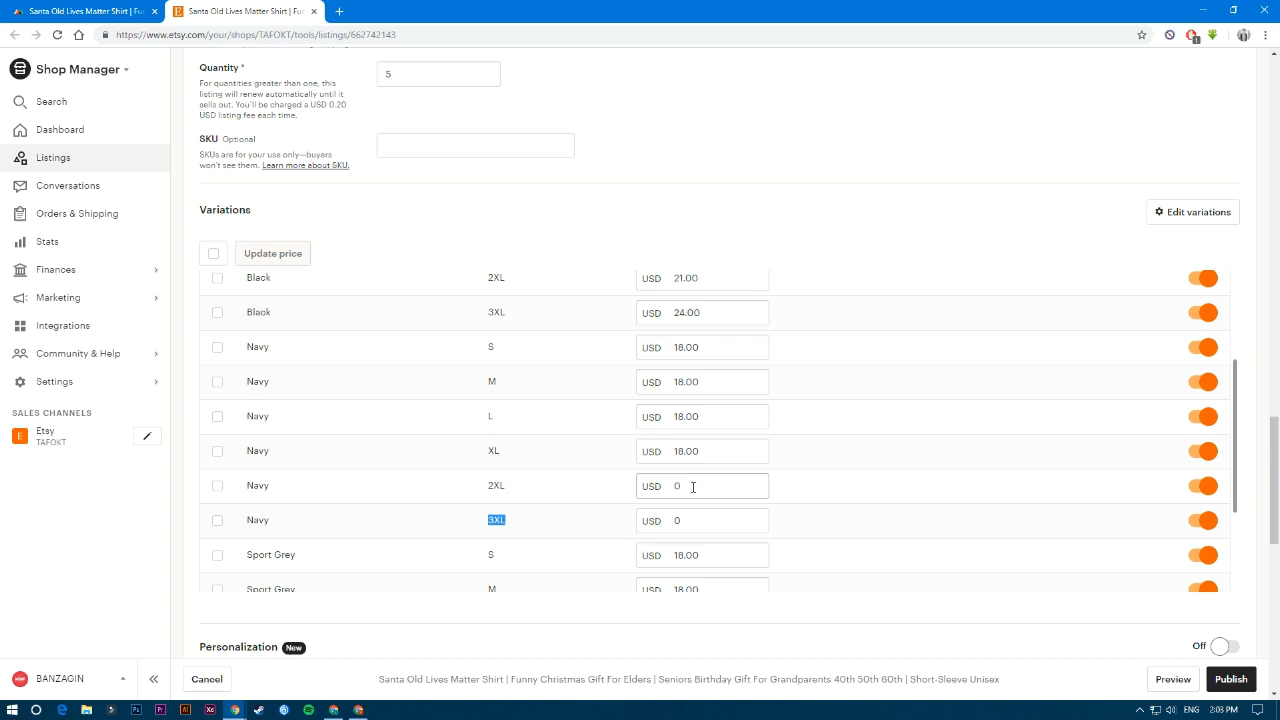 Santa Old Lives Matter Shirt | Fun
Santa Old Lives Matter Shirt | Fun
https://www.etsy.com/your/shops/TAFOKT/tools/listings/662742143
1
Shop Manager
Search
Dashboard
Listings
Conversations
Orders & Shipping
Stats
Finances
Marketing
Integrations
Community & Help
Settings
SALES CHANNELS
E
Etsy
TAFOKT
BANZAGIN
Quantity *
For quantities greater than one, this
listing will renew automatically until it
sells out. You'll be charged a USD 0.20
USD listing fee each time.
5
SKU Optional
SKUs are for your use only—buyers
won't see them. Learn more about SKU.
Variations
Edit variations
Update price
Black 2XL USD 21.00
Black 3XL USD 24.00
Navy S USD 18.00
Navy M USD 18.00
Navy L USD 18.00
Navy XL USD 18.00
Navy 2XL USD 0
Navy 3XL USD 0
Sport Grey S USD 18.00
Sport Grey M USD 18.00
Personalization New
Off
Cancel
Santa Old Lives Matter Shirt | Funny Christmas Gift For Elders | Seniors Birthday Gift For Grandparents 40th 50th 60th | Short-Sleeve Unisex
Preview
Publish
Ps
Pr
Ai
Xd
ENG
2:03 PM